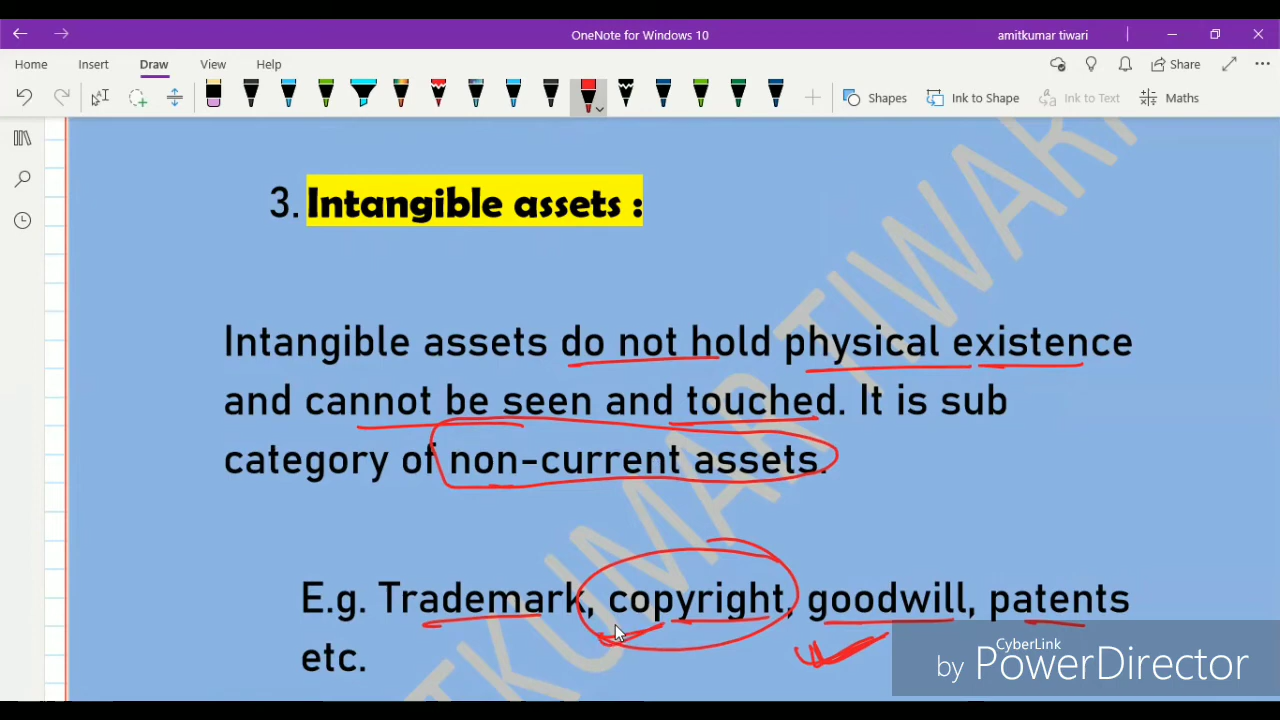 OneNote for Windows 10
amitkumar tiwari
Home Insert Draw View Help
Share
Shapes Ink to Shape Ink to Text Maths
3. Intangible assets :
Intangible assets do not hold physical existence
and cannot be seen and touched. It is sub
category of non-current assets.
E.g. Trademark, copyright, goodwill, patents
etc.
ITKUMAR TIWARI
CyberLink
by PowerDirector